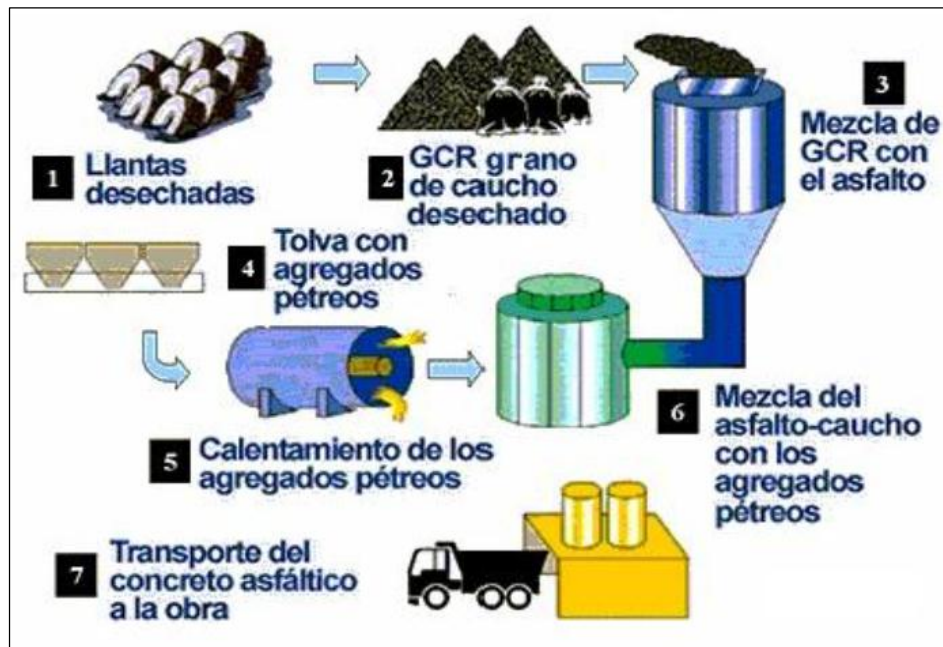 1 Llantas
desechadas
2 GCR grano
de caucho
desechado
3
Mezcla de
GCR con
el asfalto
4 Tolva con
agregados
pétreos
5 Calentamiento de los
agregados pétreos
6 Mezcla del
asfalto-caucho
con los
agregados
pétreos
7 Transporte del
concreto asfáltico
a la obra